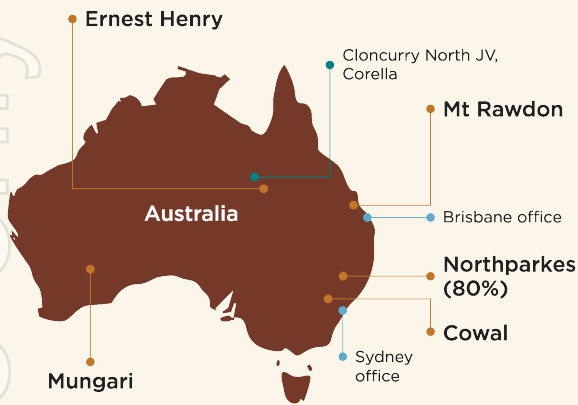 Ernest Henry
Cloncurry North JV,
Corella
Mt Rawdon
Australia
Brisbane office
Northparkes
(80%)
Cowal
Sydney
office
Mungari